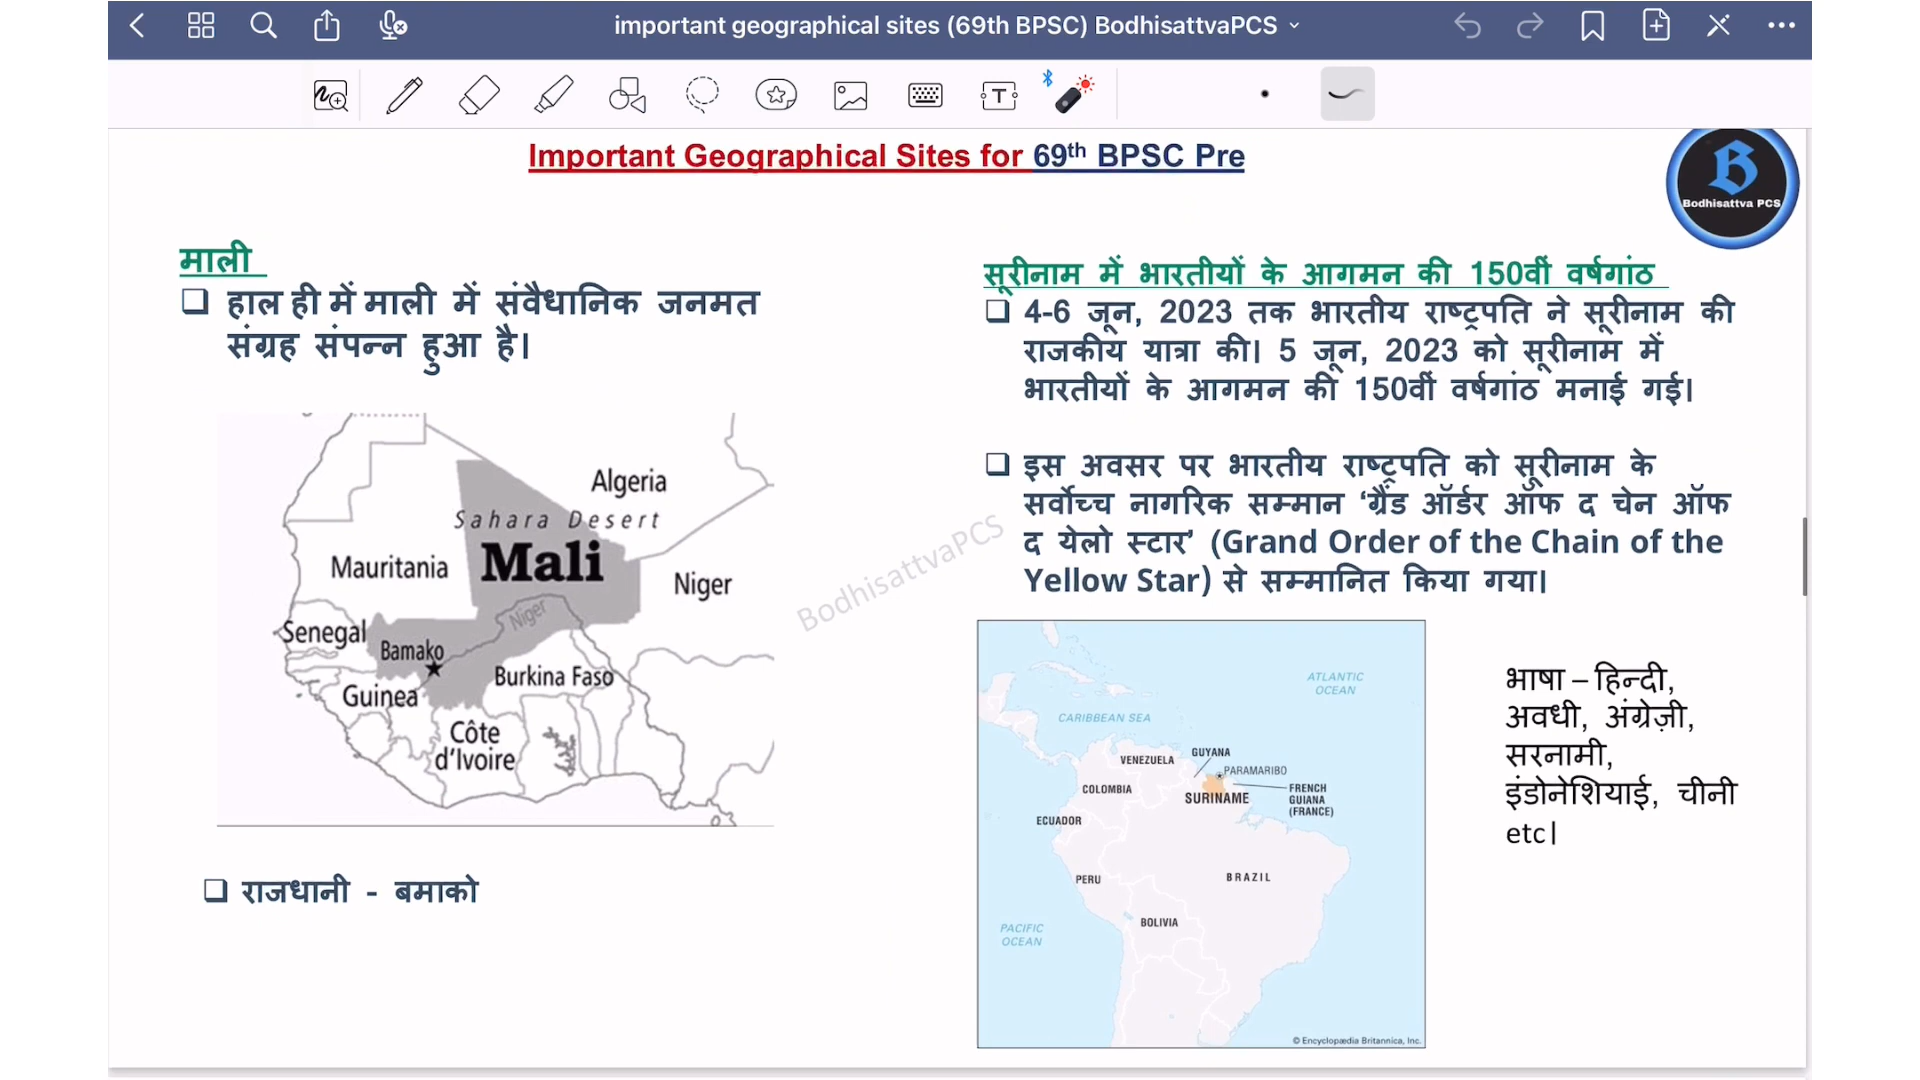 important geographical sites (69th BPSC) BodhisattvaPCS
Important Geographical Sites for 69th BPSC Pre
B
Bodhisattva PCS
माली
हाल ही में माली में संवैधानिक जनमत
संग्रह संपन्न हुआ है।
Algeria
Sahara Desert
Mali
Mauritania
Niger
Niger
Senegal
Bamako
Burkina Faso
Guinea
Côte
d'Ivoire
राजधानी - बमाको
BodhisattvaPCS
सूरीनाम में भारतीयों के आगमन की 150वीं वर्षगांठ
4-6 जून, 2023 तक भारतीय राष्ट्रपति ने सूरीनाम की
राजकीय यात्रा की। 5 जून, 2023 को सूरीनाम में
भारतीयों के आगमन की 150वीं वर्षगांठ मनाई गई।
इस अवसर पर भारतीय राष्ट्रपति को सूरीनाम के
सर्वोच्च नागरिक सम्मान ‘ग्रैंड ऑर्डर ऑफ द चेन ऑफ
द येलो स्टार’ (Grand Order of the Chain of the
Yellow Star) से सम्मानित किया गया।
ATLANTIC
OCEAN
CARIBBEAN SEA
GUYANA
VENEZUELA
PARAMARIBO
COLOMBIA
SURINAME
FRENCH
GUIANA
(FRANCE)
ECUADOR
PERU
BRAZIL
BOLIVIA
PACIFIC
OCEAN
© Encyclopædia Britannica, Inc.
भाषा – हिन्दी,
अवधी, अंग्रेज़ी,
सरनामी,
इंडोनेशियाई, चीनी
etc।